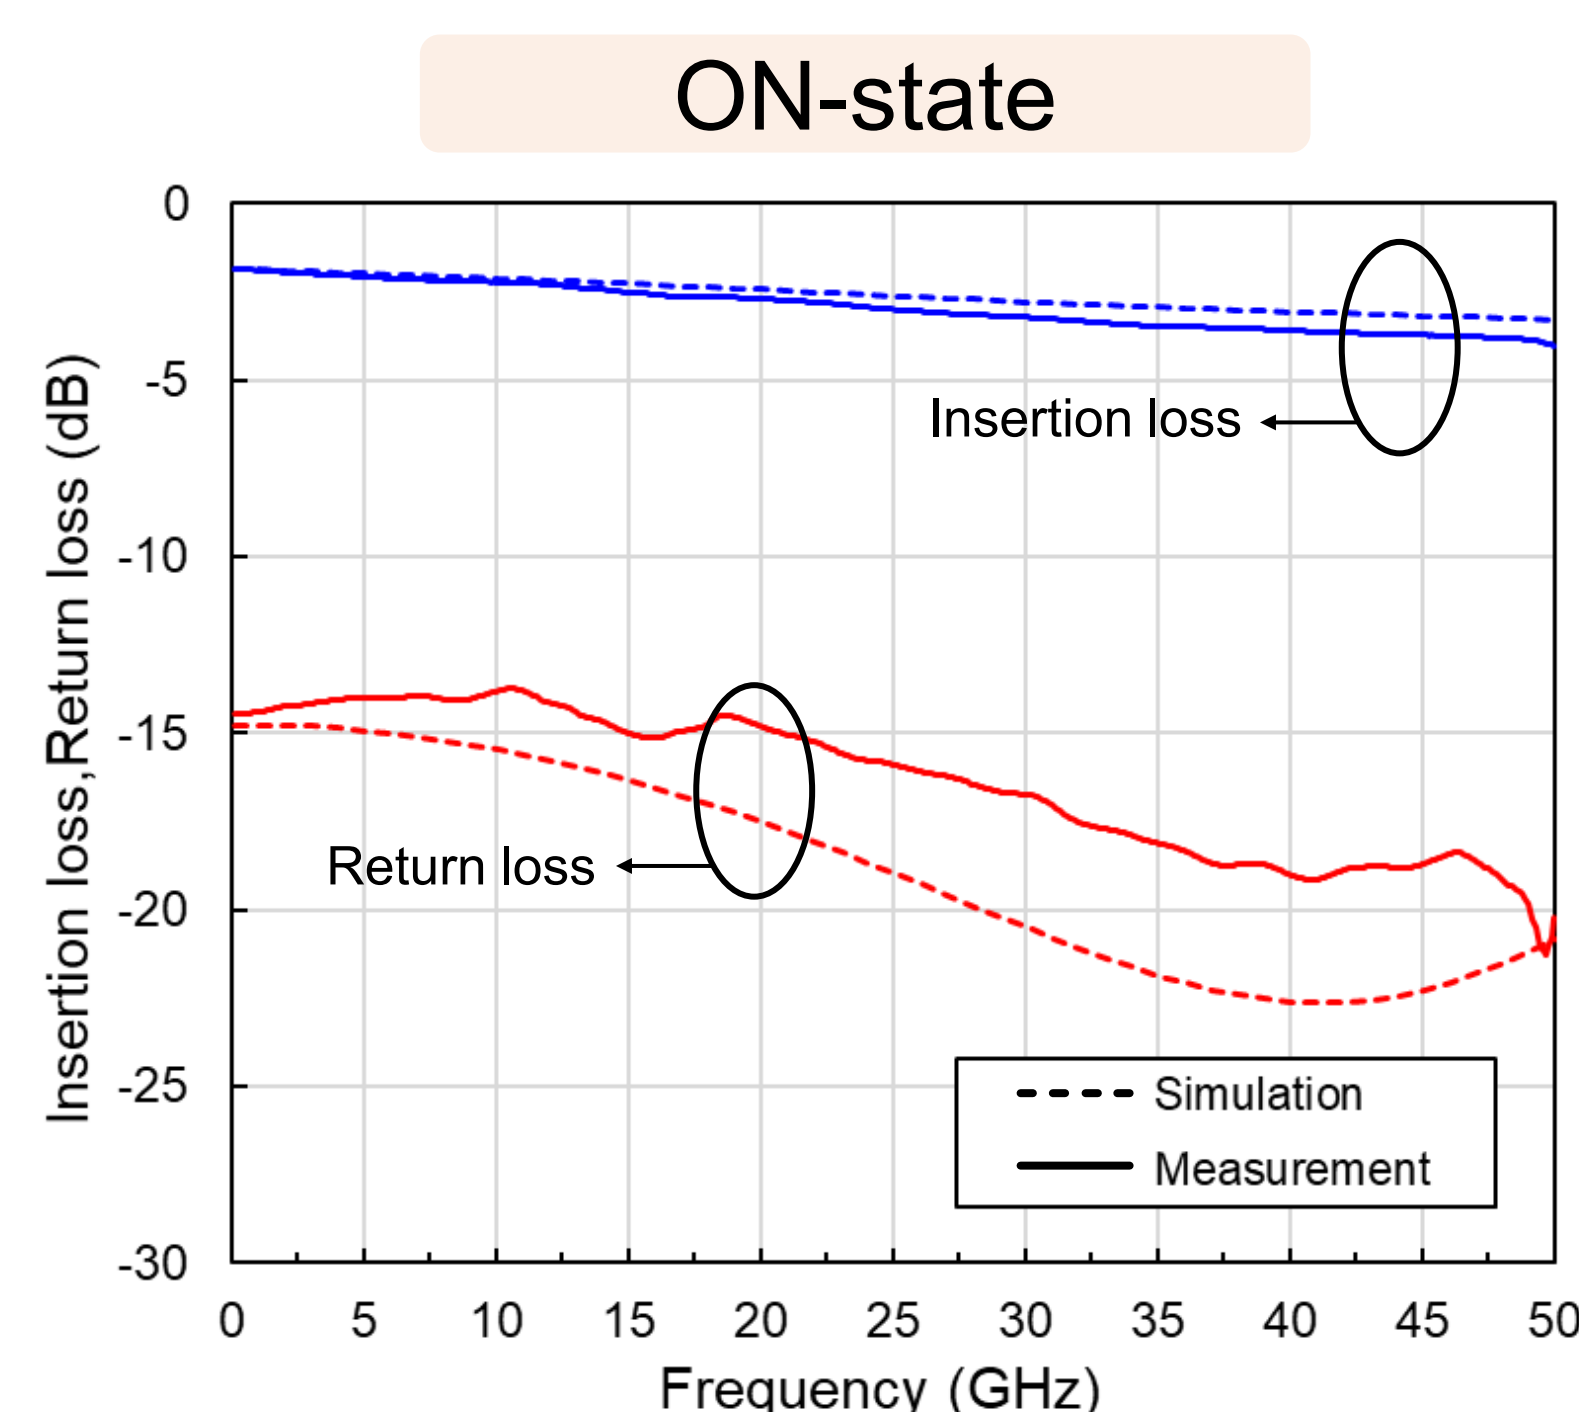 ON-state
Insertion loss,Return loss (dB)
0
-5
-10
-15
-20
-25
-30
Insertion loss
Return loss
Simulation
Measurement
0 5 10 15 20 25 30 35 40 45 50
Frequency (GHz)